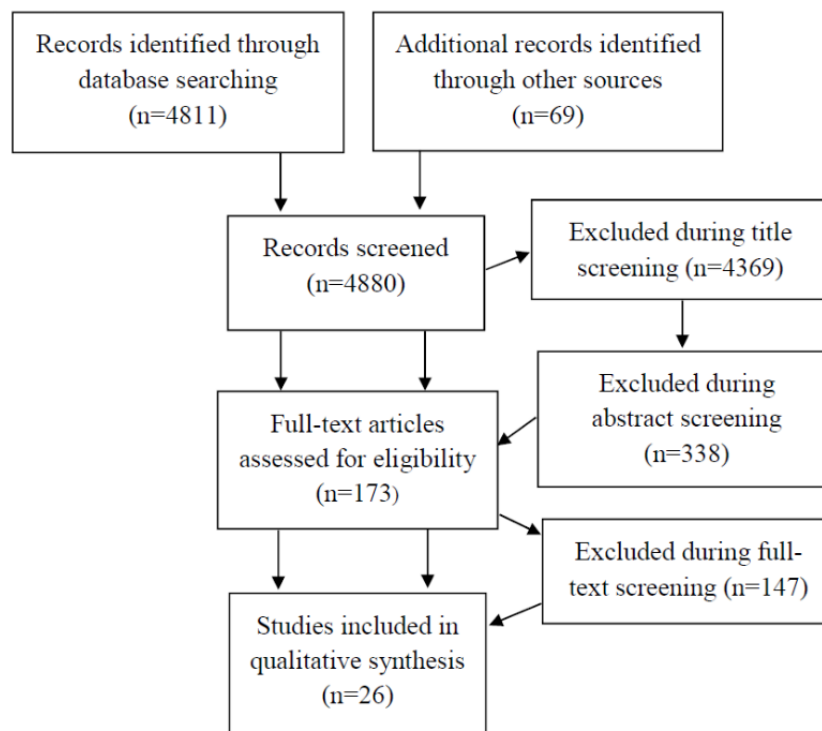 Records identified through
database searching
(n=4811)
Additional records identified
through other sources
(n=69)
Records screened
(n=4880)
Excluded during title
screening (n=4369)
Excluded during
abstract screening
(n=338)
Full-text articles
assessed for eligibility
(n=173)
Excluded during full-
text screening (n=147)
Studies included in
qualitative synthesis
(n=26)